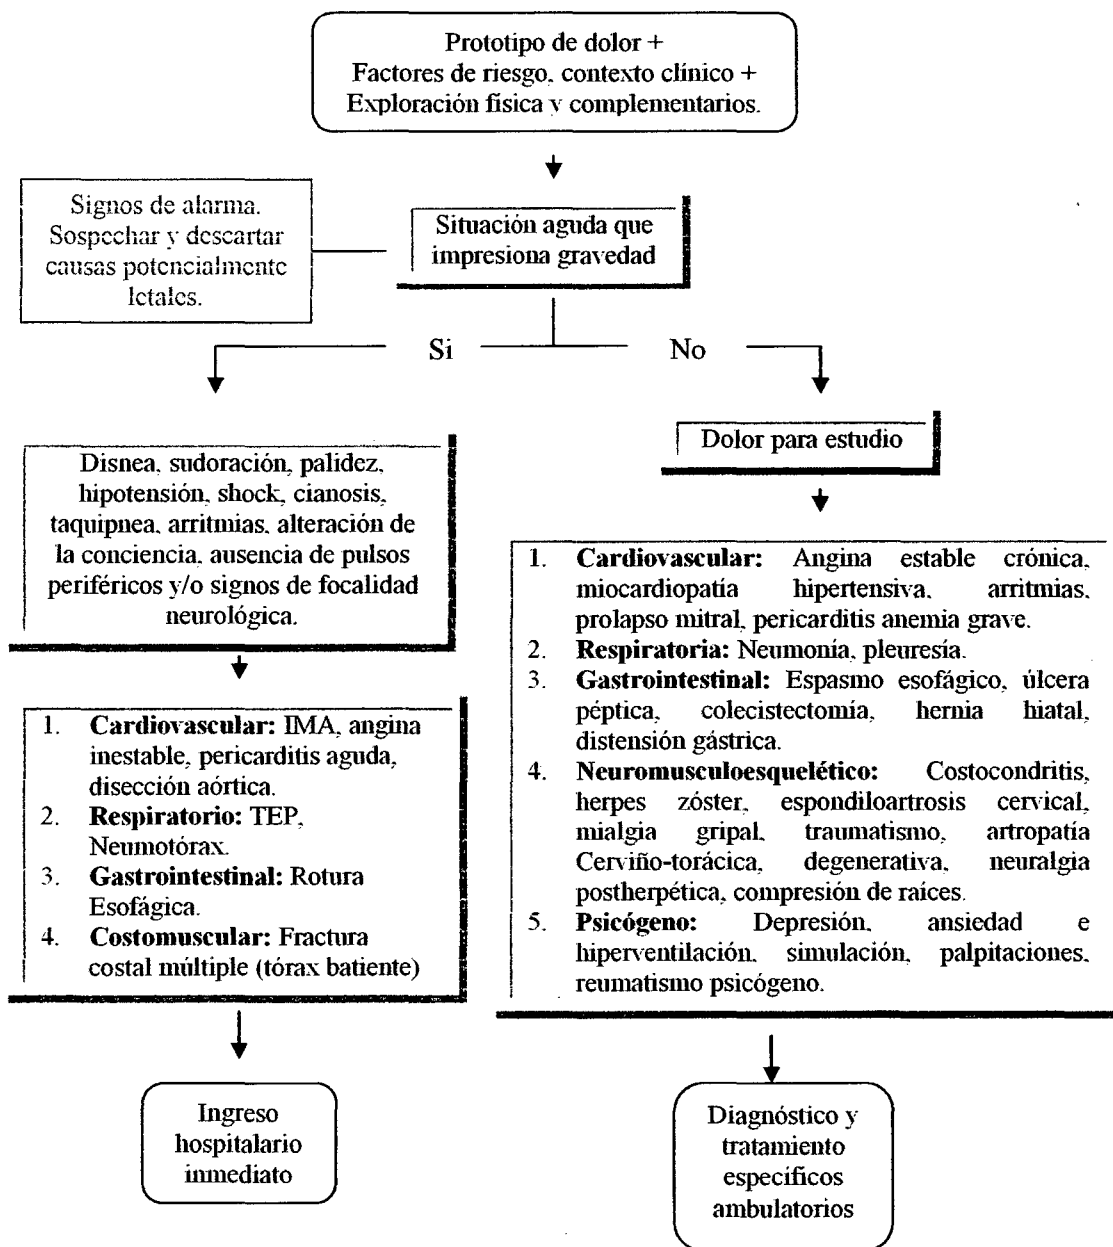 Prototipo de dolor +
Factores de riesgo, contexto clínico +
Exploración física y complementarios.
Signos de alarma.
Sospechar y descartar
causas potencialmente
letales.
Situación aguda que
impresiona gravedad
Si
No
Disnea, sudoración, palidez,
hipotensión, shock, cianosis,
taquipnea, arritmias, alteración de
la conciencia, ausencia de pulsos
periféricos y/o signos de focalidad
neurológica.
Dolor para estudio
1. Cardiovascular: IMA, angina
inestable, pericarditis aguda,
disección aórtica.
2. Respiratorio: TEP,
Neumotórax.
3. Gastrointestinal: Rotura
Esofágica.
4. Costomuscular: Fractura
costal múltiple (tórax batiente)
1. Cardiovascular: Angina estable crónica,
miocardiopatía hipertensiva, arritmias,
prolapso mitral, pericarditis anemia grave.
2. Respiratoria: Neumonía, pleuresía.
3. Gastrointestinal: Espasmo esofágico, úlcera
péptica, colecistectomía, hernia hiatal,
distensión gástrica.
4. Neuromusculoesquelético: Costocondritis,
herpes zóster, espondiloartrosis cervical,
mialgia gripal, traumatismo, artropatía
Cerviño-torácica, degenerativa, neuralgia
postherpética, compresión de raíces.
5. Psicógeno: Depresión, ansiedad e
hiperventilación, simulación, palpitaciones,
reumatismo psicógeno.
Ingreso
hospitalario
inmediato
Diagnóstico y
tratamiento
específicos
ambulatorios